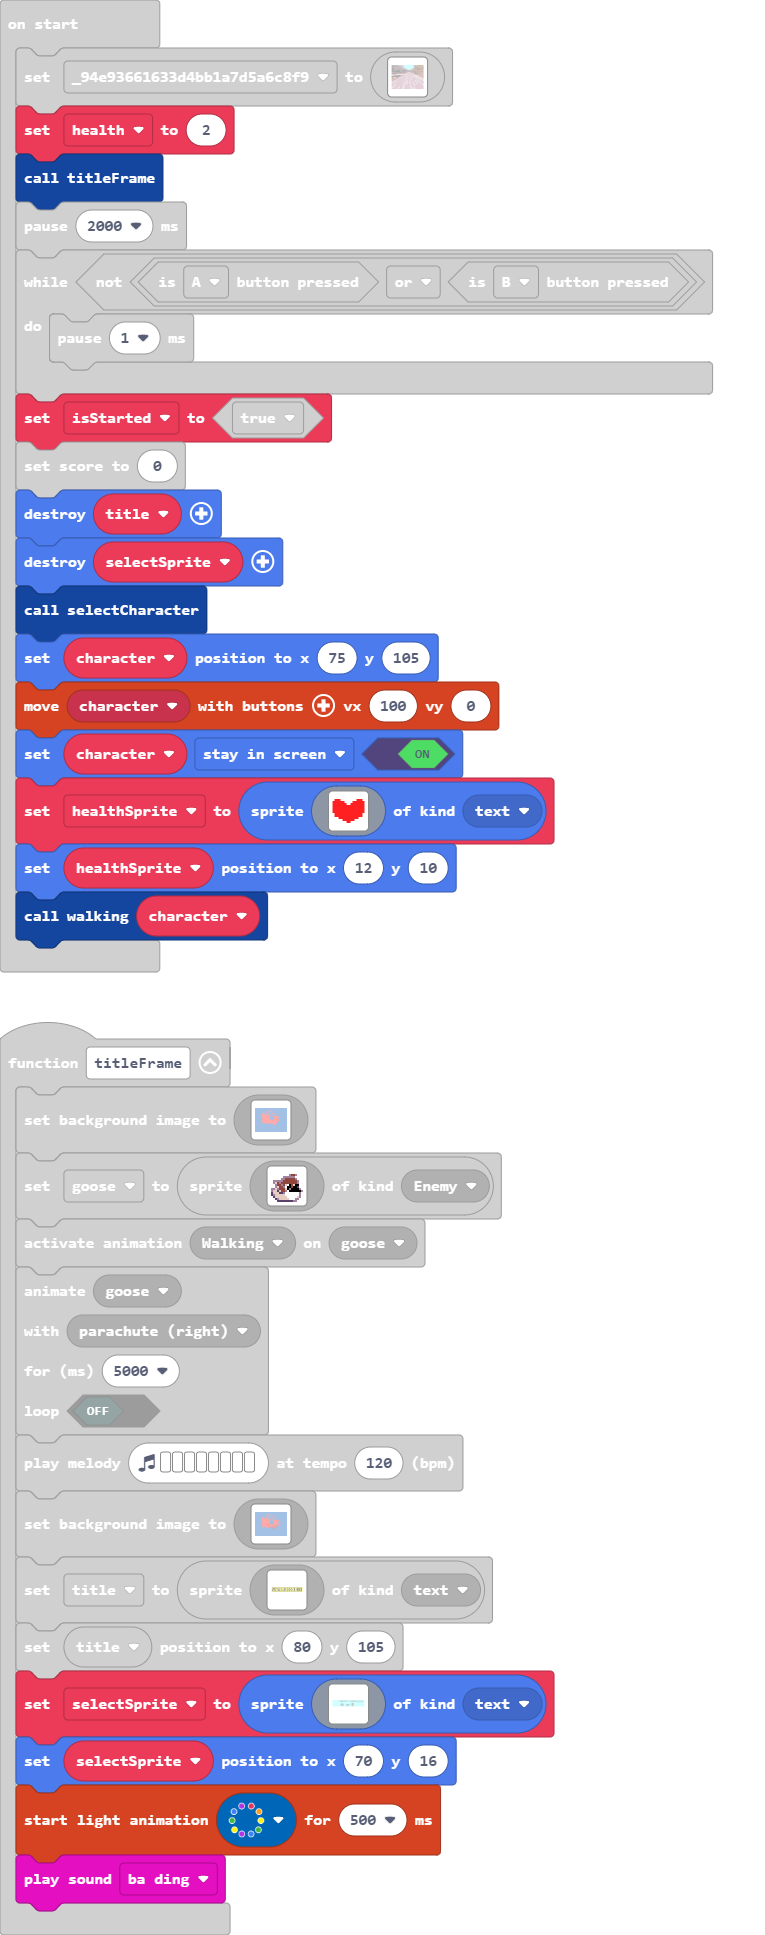 on start
set _94e93661633d4bb1a7d5a6c8f9 to
set health to 2
call titleFrame
pause 2000 ms
while not is A button pressed or is B button pressed
do
pause 1 ms
set isStarted to true
set score to 0
destroy title
destroy selectSprite
call selectCharacter
set character position to x 75 y 105
move character with buttons vx 100 vy 0
set character stay in screen ON
set healthSprite to sprite of kind text
set healthSprite position to x 12 y 10
call walking character
function titleFrame
set background image to
set goose to sprite of kind Enemy
activate animation Walking on goose
animate goose
with parachute (right)
for (ms) 5000
loop OFF
play melody at tempo 120 (bpm)
set background image to
set title to sprite of kind text
set title position to x 80 y 105
set selectSprite to sprite of kind text
set selectSprite position to x 70 y 16
start light animation for 500 ms
play sound ba ding